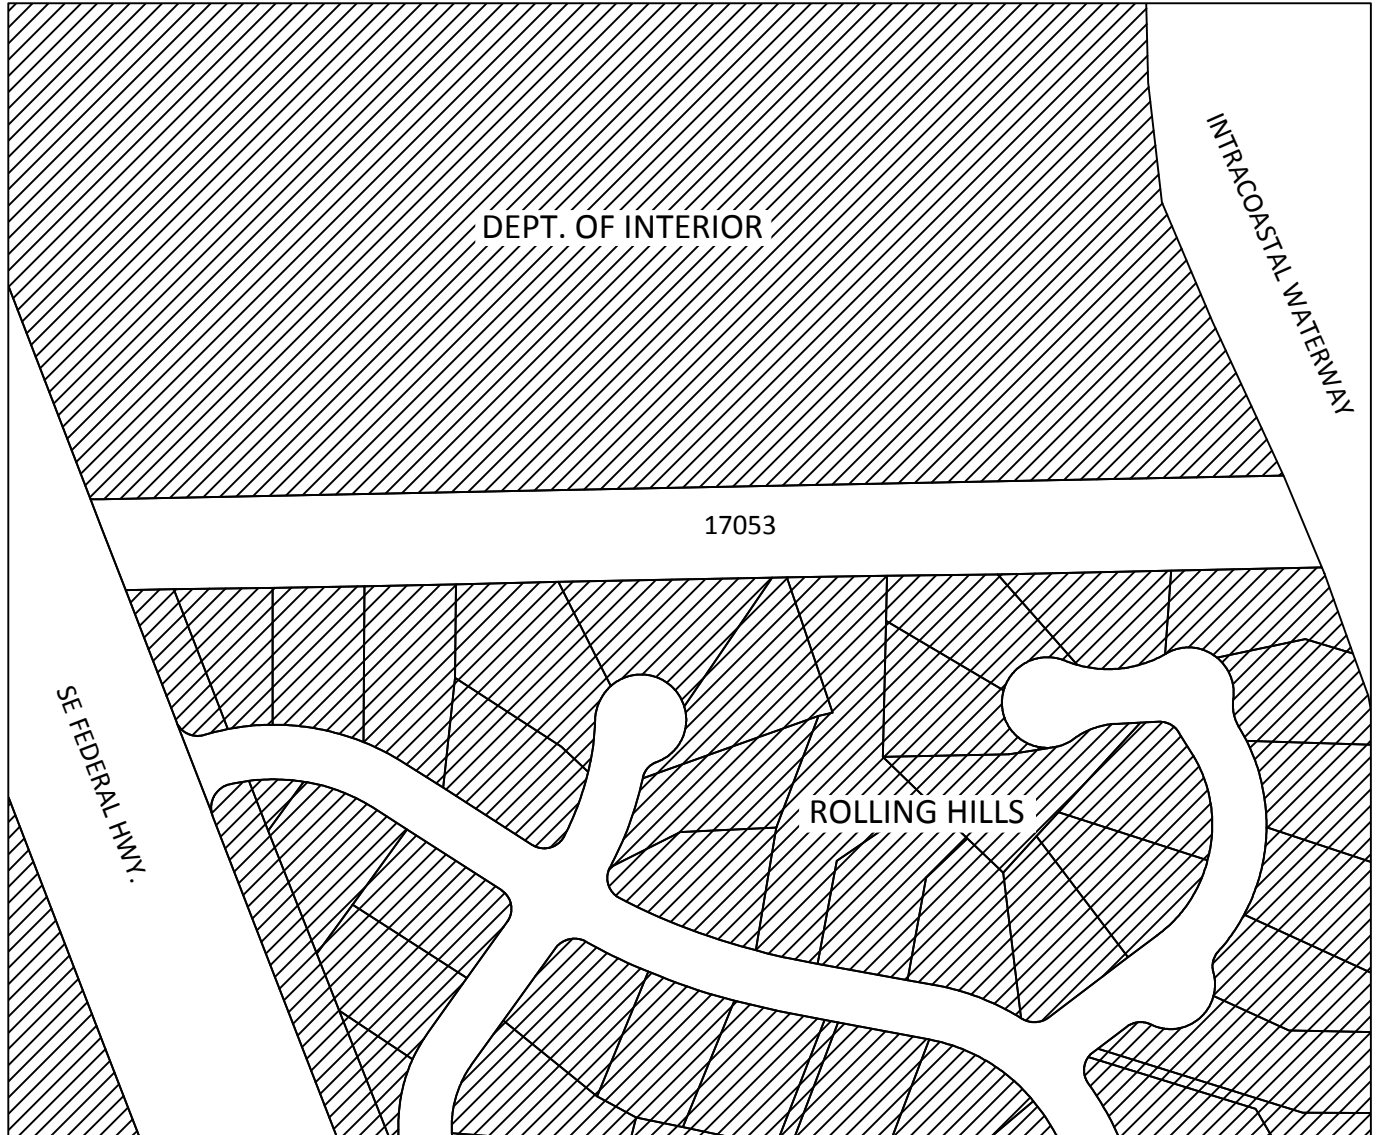 INTRACOASTAL WATERWAY
DEPT. OF INTERIOR
17053
SE FEDERAL HWY.
ROLLING HILLS